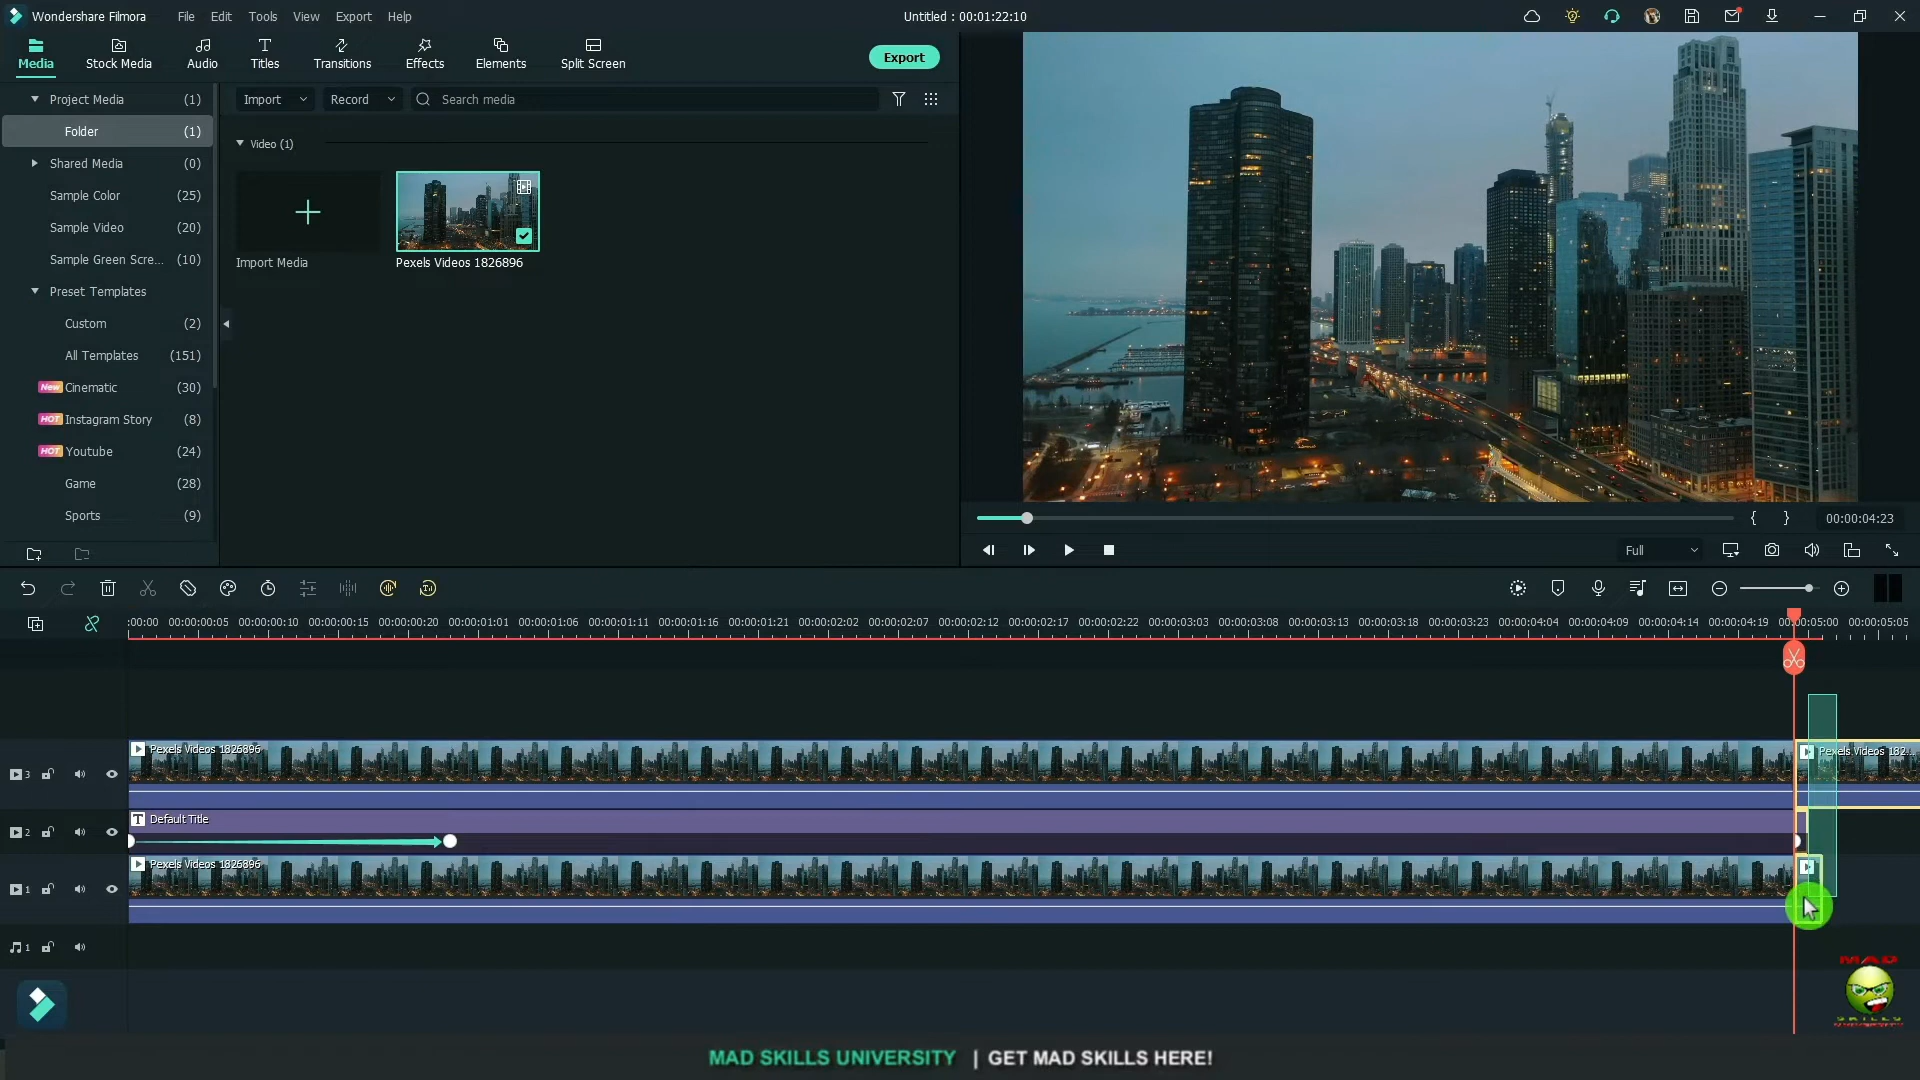 Wondershare Filmora File Edit Tools View Export Help Untitled : 00:01:22:10
Media Stock Media Audio Titles Transitions Effects Elements Split Screen Export
Project Media (1)
Folder (1)
Shared Media (0)
Sample Color (25)
Sample Video (20)
Sample Green Scre... (10)
Preset Templates
Custom (2)
All Templates (151)
New Cinematic (30)
HOT Instagram Story (8)
HOT Youtube (24)
Game (28)
Sports (9)
Import Record Search media
Video (1)
Import Media Pexels Videos 1826896
{ } 00:00:04:23
Full
:00:00 00:00:00:05 00:00:00:10 00:00:00:15 00:00:00:20 00:00:01:01 00:00:01:06 00:00:01:11 00:00:01:16 00:00:01:21 00:00:02:02 00:00:02:07 00:00:02:12 00:00:02:17 00:00:02:22 00:00:03:03 00:00:03:08 00:00:03:13 00:00:03:18 00:00:03:23 00:00:04:04 00:00:04:09 00:00:04:14 00:00:04:19 00:00:05:00 00:00:05:05
Pexels Videos 1826896 Pexels Videos 182...
3
T Default Title
2
Pexels Videos 1826896
1
1
MAD
SKILLS
MAD SKILLS UNIVERSITY | GET MAD SKILLS HERE!